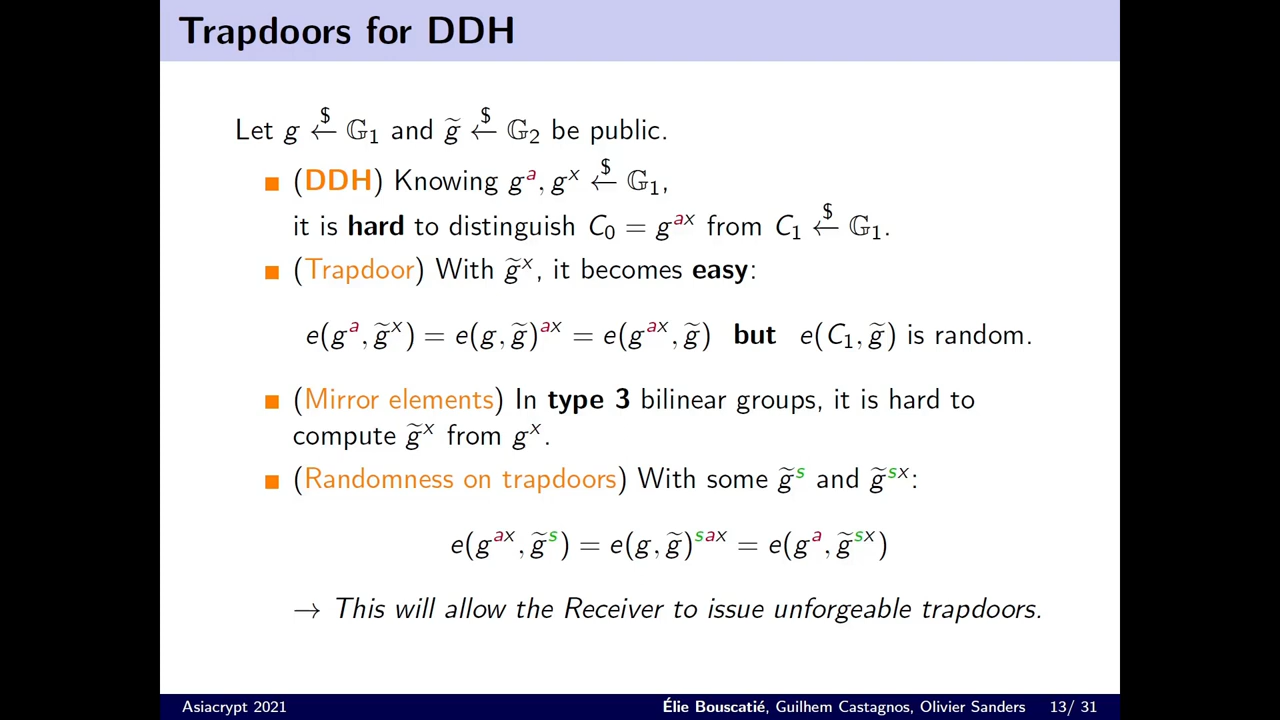 Trapdoors for DDH
Let g ←$ 𝔾₁ and g̃ ←$ 𝔾₂ be public.
■ (DDH) Knowing gᵃ, gˣ ←$ 𝔾₁,
it is hard to distinguish C₀ = gᵃˣ from C₁ ←$ 𝔾₁.
■ (Trapdoor) With g̃ˣ, it becomes easy:
e(gᵃ, g̃ˣ) = e(g, g̃)ᵃˣ = e(gᵃˣ, g̃) but e(C₁, g̃) is random.
■ (Mirror elements) In type 3 bilinear groups, it is hard to
compute g̃ˣ from gˣ.
■ (Randomness on trapdoors) With some g̃ˢ and g̃ˢˣ:
e(gᵃˣ, g̃ˢ) = e(g, g̃)ˢᵃˣ = e(gᵃ, g̃ˢˣ)
→ This will allow the Receiver to issue unforgeable trapdoors.
Asiacrypt 2021 Élie Bouscatié, Guilhem Castagnos, Olivier Sanders 13/ 31